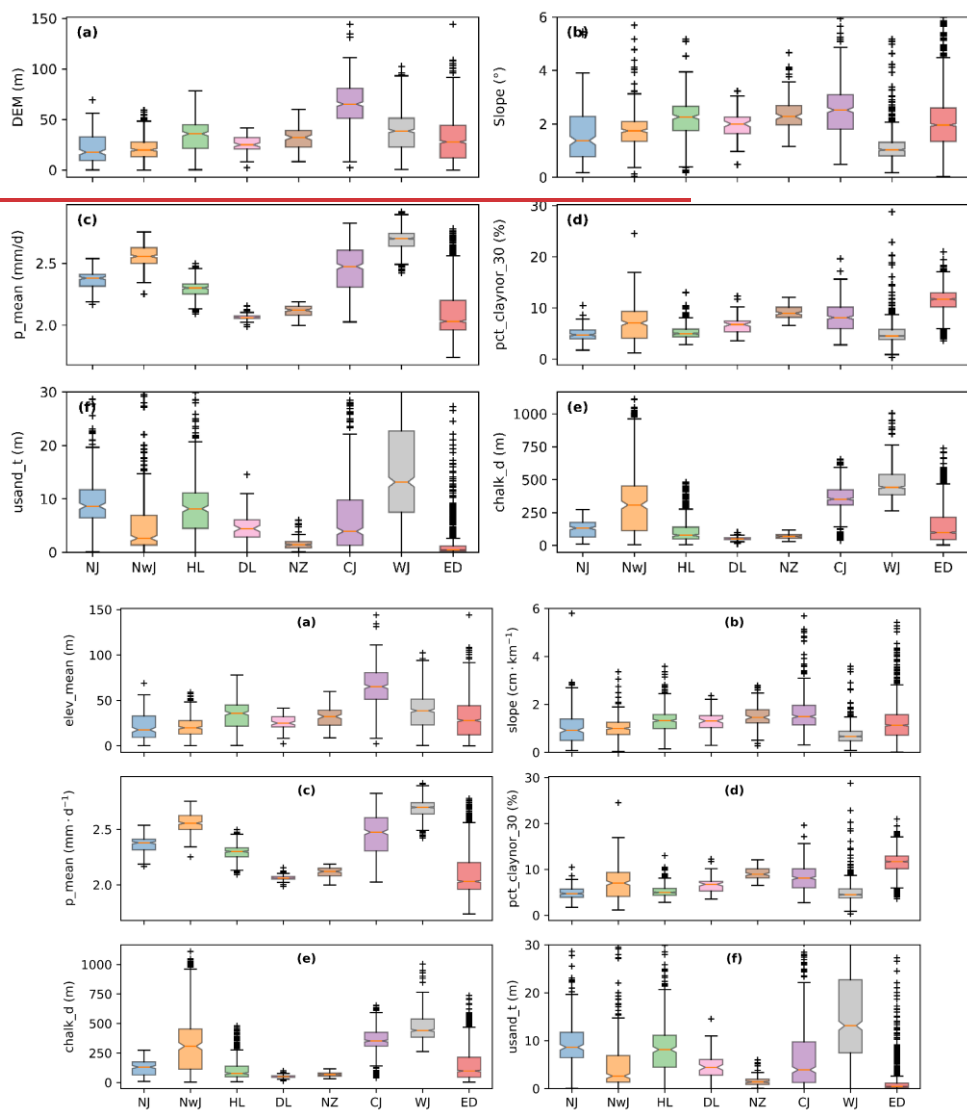 (a)
DEM (m)
150
100
50
0
(b)
Slope (°)
6
4
2
0
(c)
p_mean (mm/d)
2.5
2.0
(d)
pct_claynor_30 (%)
30
20
10
0
(f)
usand_t (m)
30
20
10
0
NJ NwJ HL DL NZ CJ WJ ED
(e)
chalk_d (m)
1000
750
500
250
0
NJ NwJ HL DL NZ CJ WJ ED
(a)
elev_mean (m)
150
100
50
0
(b)
slope (cm · km⁻¹)
6
4
2
0
(c)
p_mean (mm · d⁻¹)
2.5
2.0
(d)
pct_claynor_30 (%)
30
20
10
0
(e)
chalk_d (m)
1000
750
500
250
0
NJ NwJ HL DL NZ CJ WJ ED
(f)
usand_t (m)
30
20
10
0
NJ NwJ HL DL NZ CJ WJ ED